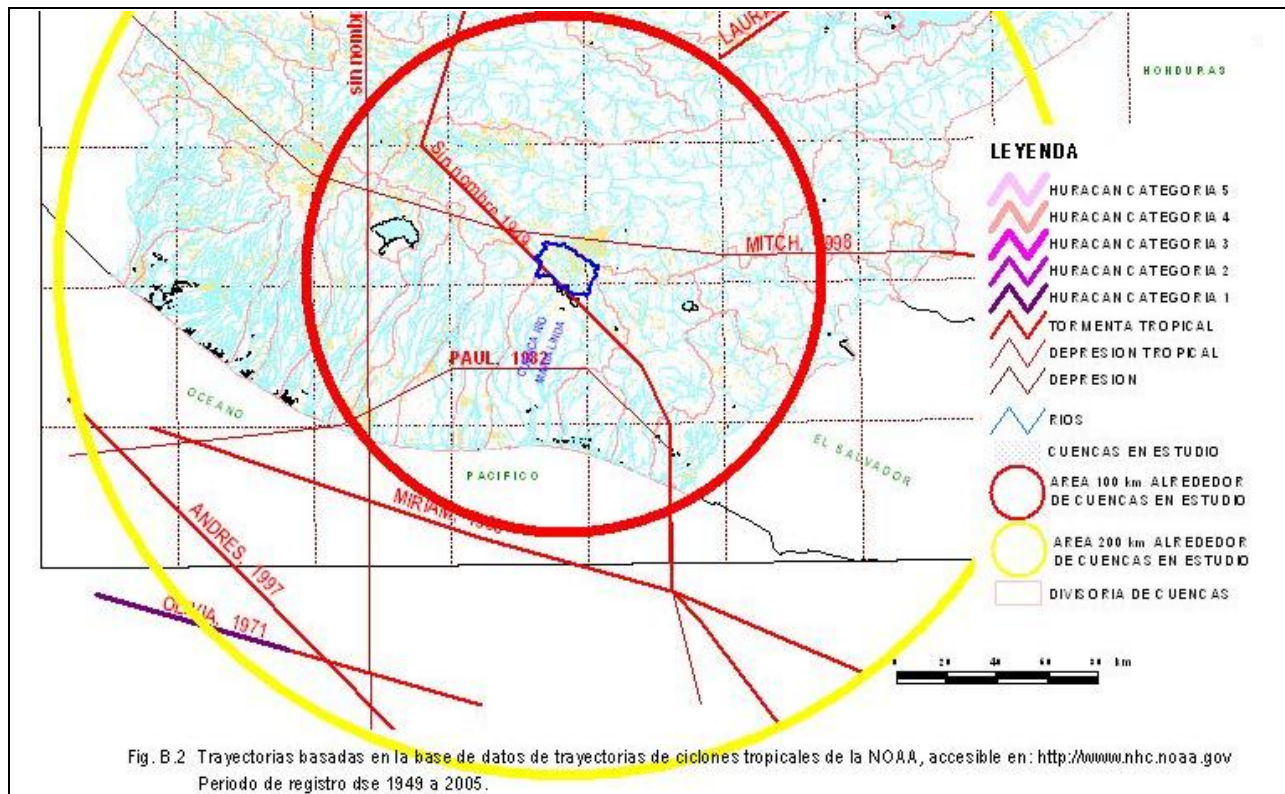 sin nombre
LAURA
HONDURAS
Sin nombre 1949
MITCH, 1998
CUENCA RIO
MARIA LINDA
PAUL, 1982
OCEANO
PACIFICO
EL SALVADOR
MIRIAM,
ANDRES, 1997
OLIVIA, 1971
LEYENDA
HURACAN CATEGORIA 5
HURACAN CATEGORIA 4
HURACAN CATEGORIA 3
HURACAN CATEGORIA 2
HURACAN CATEGORIA 1
TORMENTA TROPICAL
DEPRESION TROPICAL
DEPRESION
RIOS
CUENCAS EN ESTUDIO
AREA 100 km ALREDEDOR
DE CUENCAS EN ESTUDIO
AREA 200 km ALREDEDOR
DE CUENCAS EN ESTUDIO
DIVISORIA DE CUENCAS
0 20 40 60 80 km
Fig. B.2 Trayectorias basadas en la base de datos de trayectorias de ciclones tropicales de la NOAA, accesible en: http://www.nhc.noaa.gov
Periodo de registro dse 1949 a 2005.